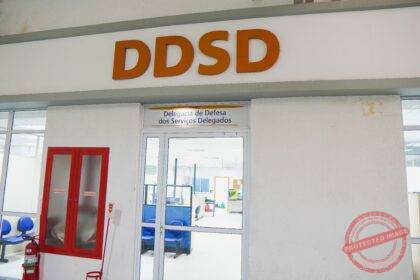 DDSD
Delegacia de Defesa
dos Serviços Delegados
PROTECTED IMAGE